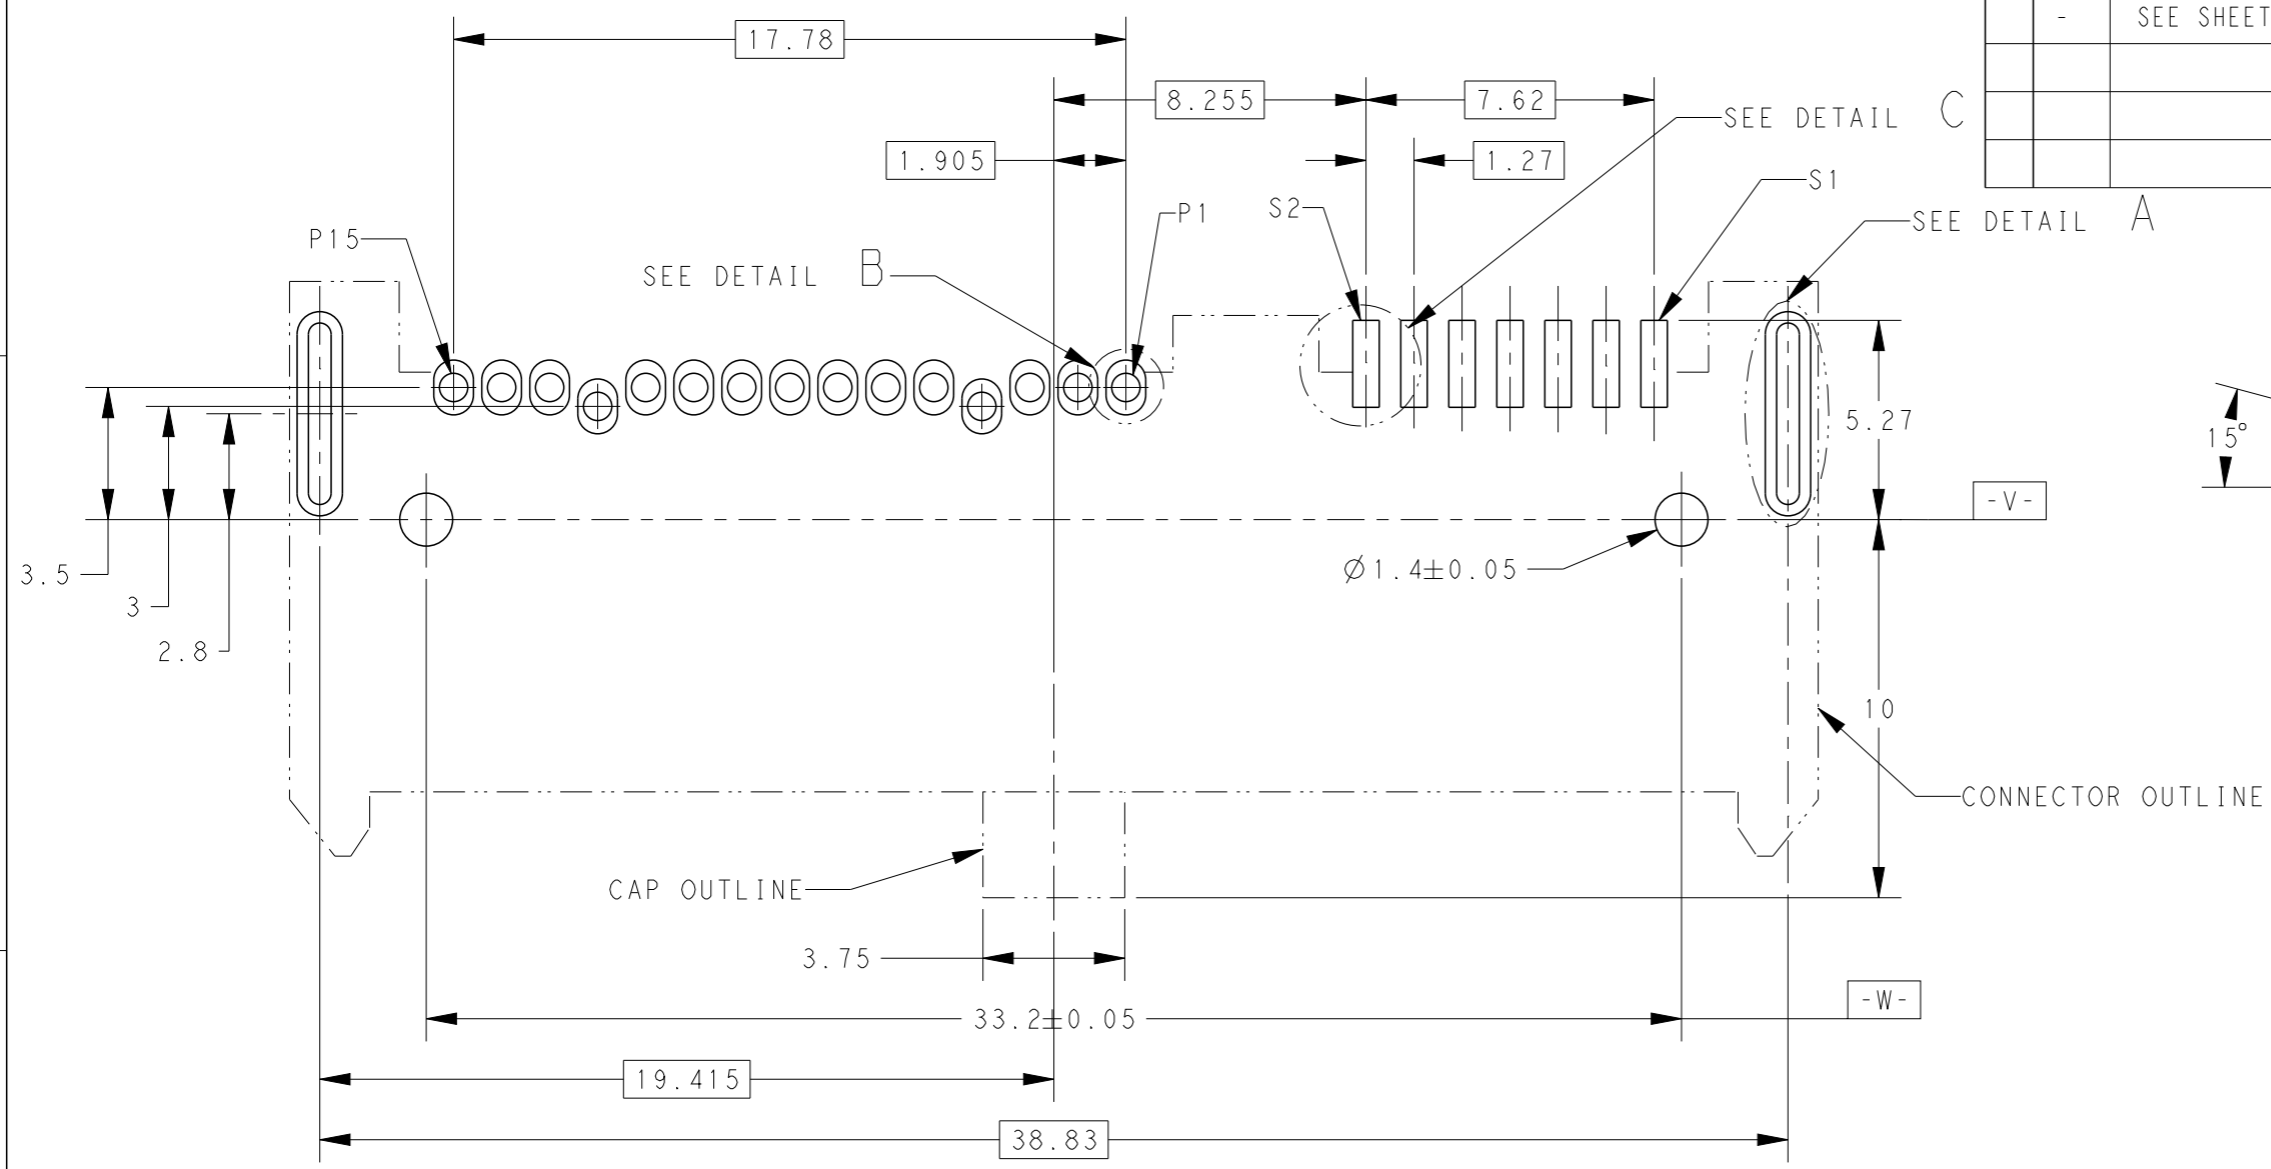 - SEE SHEET
17.78
8.255
7.62
SEE DETAIL C
1.905
1.27
S1
S2
P1
SEE DETAIL A
P15
SEE DETAIL B
5.27
15°
-V-
3.5
Ø1.4±0.05
3
2.8
10
CONNECTOR OUTLINE
CAP OUTLINE
3.75
-W-
33.2±0.05
19.415
38.83